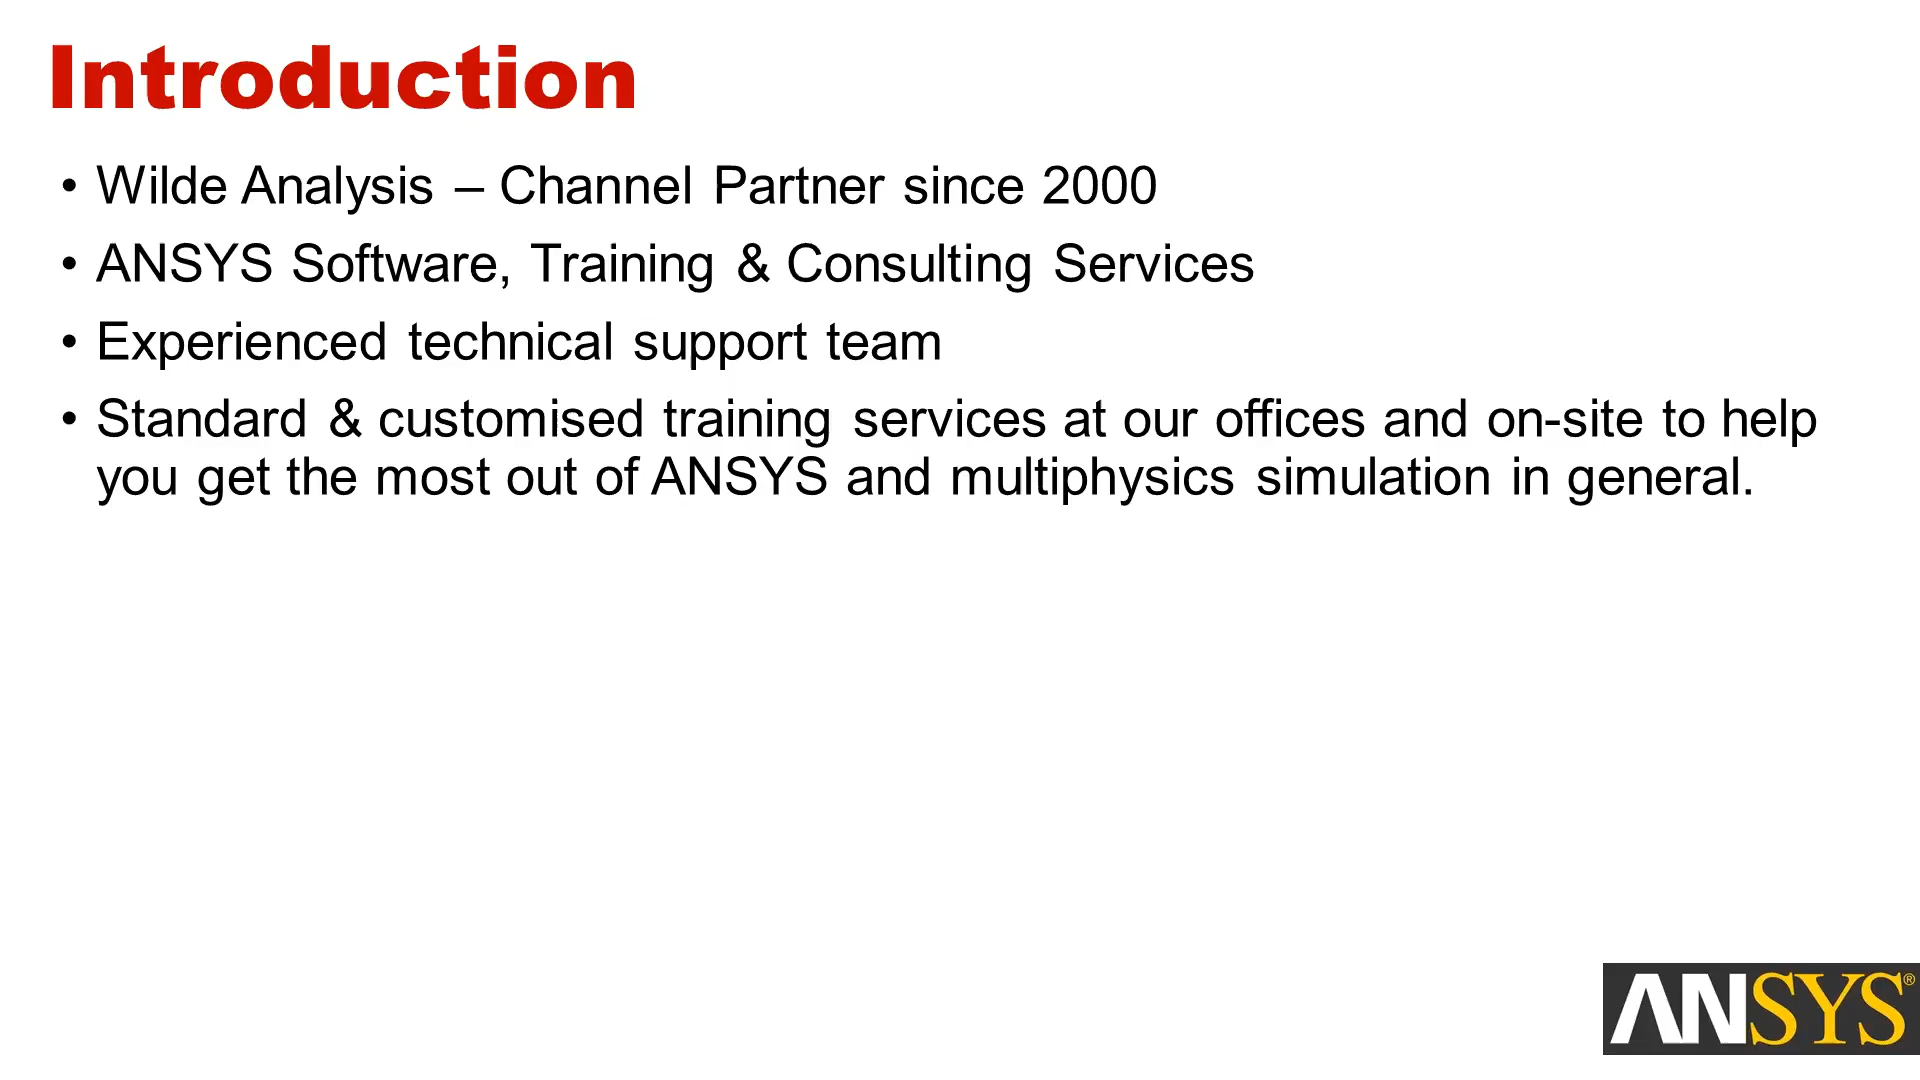 Introduction
• Wilde Analysis – Channel Partner since 2000
• ANSYS Software, Training & Consulting Services
• Experienced technical support team
• Standard & customised training services at our offices and on-site to help
you get the most out of ANSYS and multiphysics simulation in general.
ANSYS®